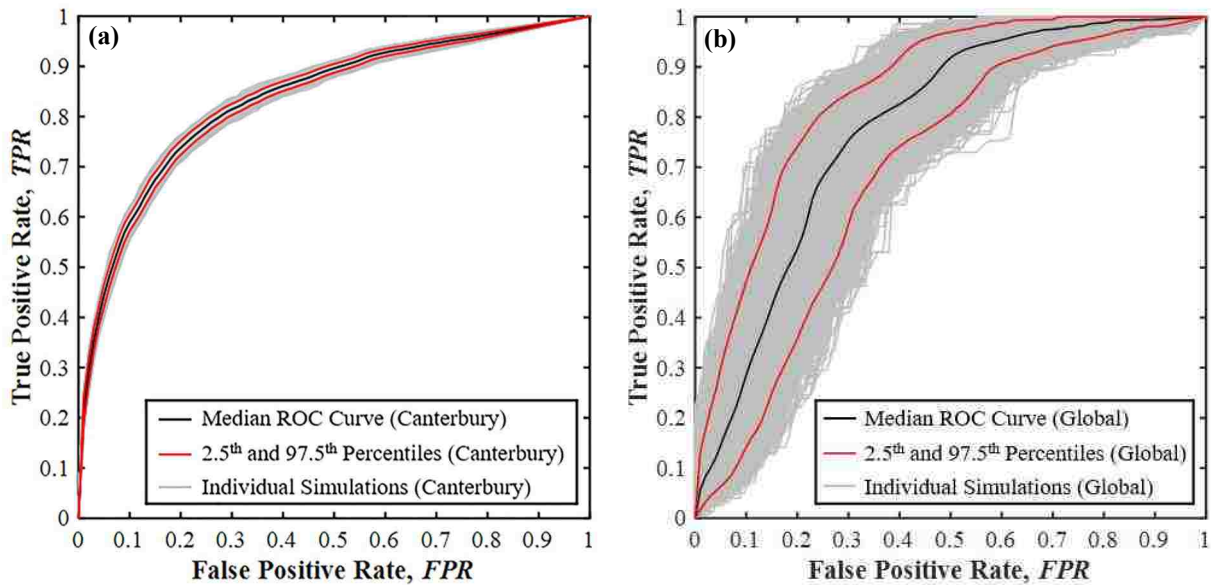 (a)
1
0.9
0.8
0.7
0.6
0.5
0.4
0.3
0.2
0.1
0
True Positive Rate, TPR
Median ROC Curve (Canterbury)
2.5th and 97.5th Percentiles (Canterbury)
Individual Simulations (Canterbury)
0 0.1 0.2 0.3 0.4 0.5 0.6 0.7 0.8 0.9 1
False Positive Rate, FPR
(b)
1
0.9
0.8
0.7
0.6
0.5
0.4
0.3
0.2
0.1
0
True Positive Rate, TPR
Median ROC Curve (Global)
2.5th and 97.5th Percentiles (Global)
Individual Simulations (Global)
0 0.1 0.2 0.3 0.4 0.5 0.6 0.7 0.8 0.9 1
False Positive Rate, FPR